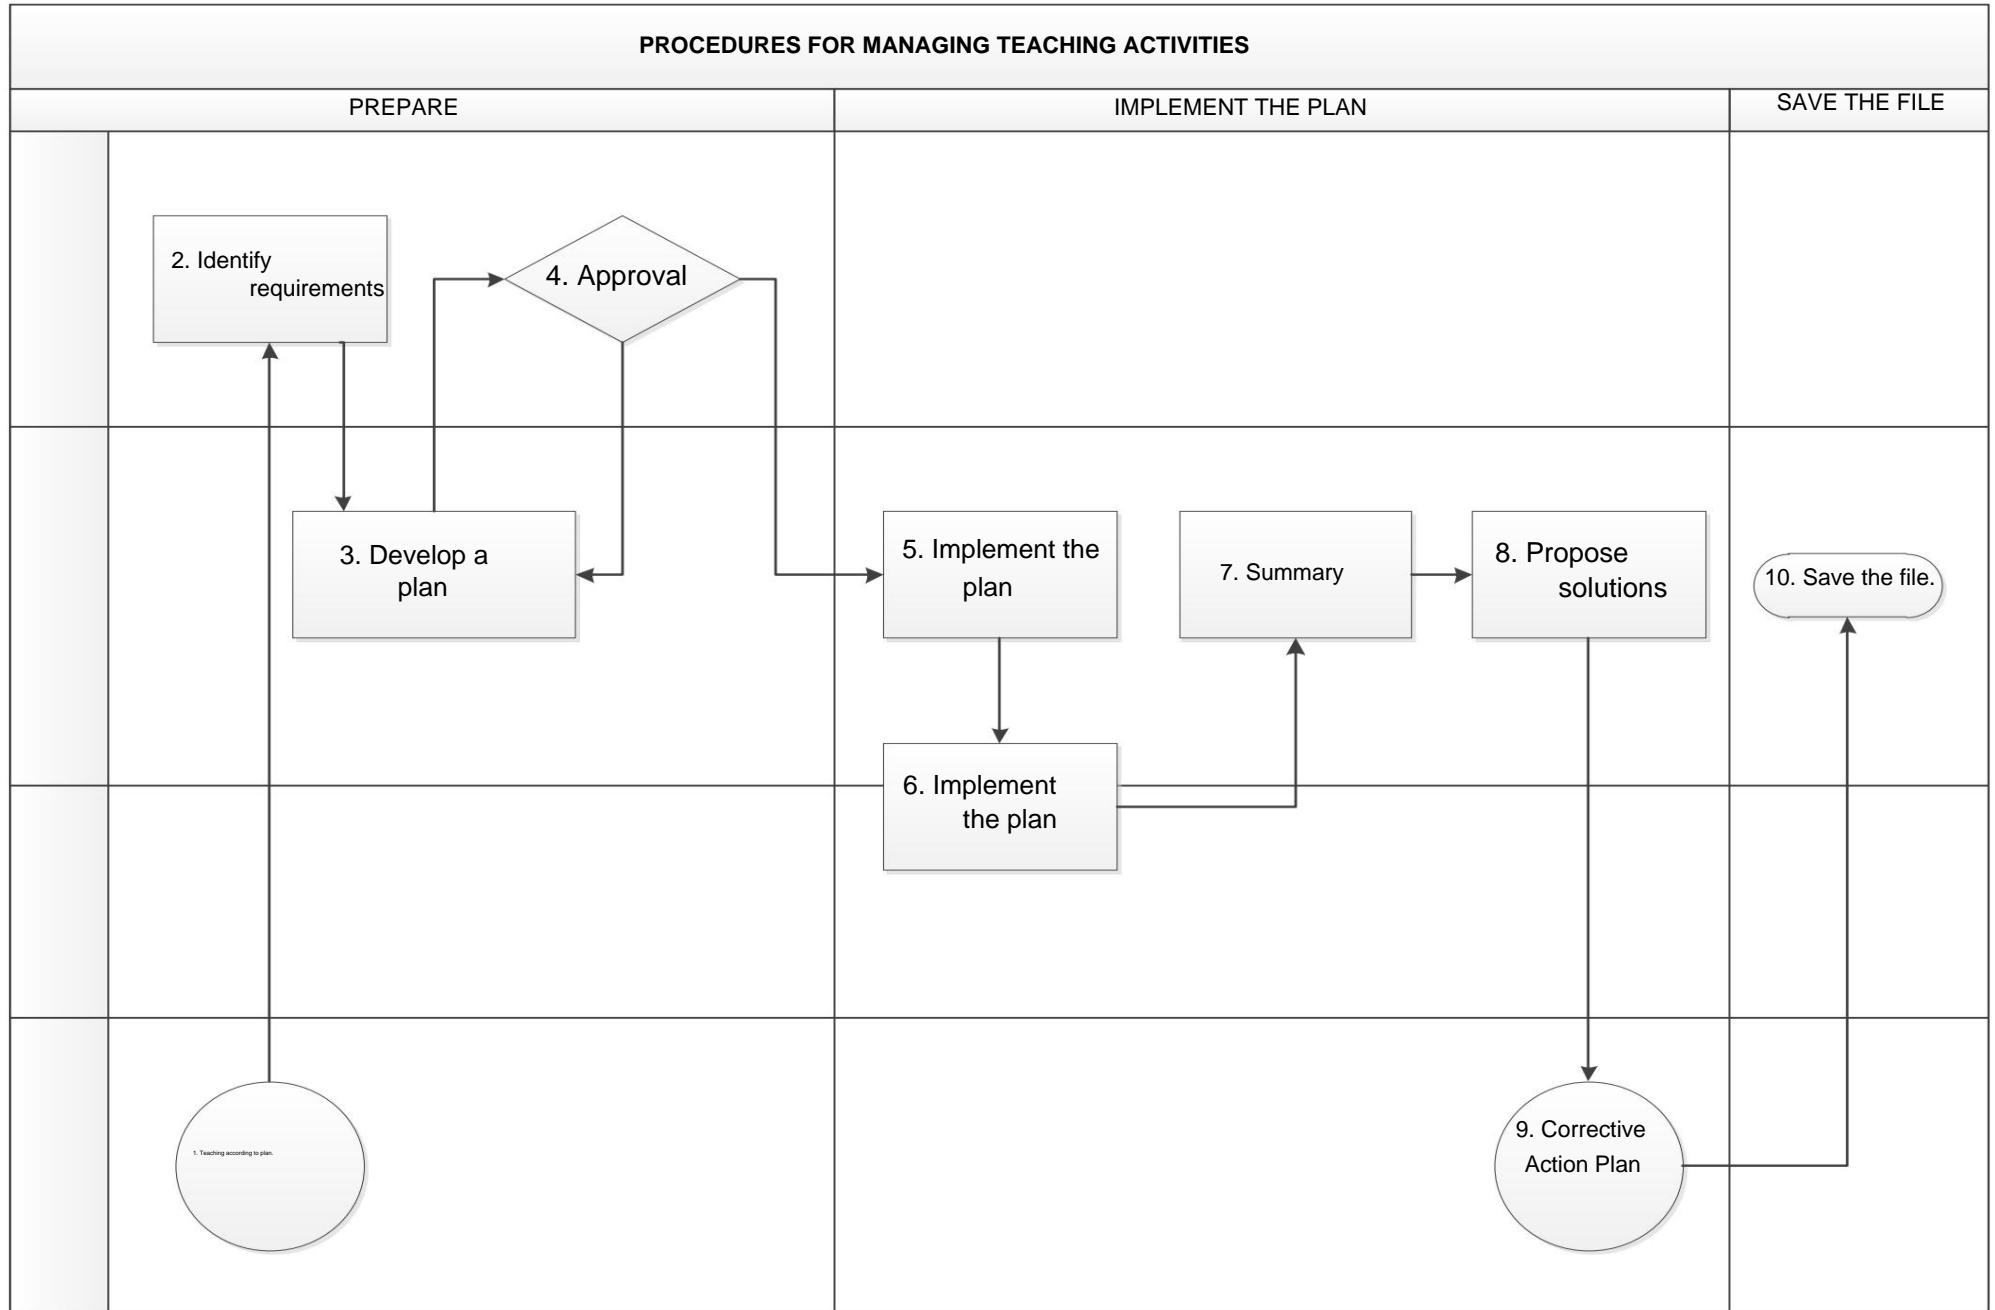 PROCEDURES FOR MANAGING TEACHING ACTIVITIES
PREPARE
IMPLEMENT THE PLAN
SAVE THE FILE
2. Identify
requirements
4. Approval
3. Develop a
plan
5. Implement the
plan
7. Summary
8. Propose
solutions
10. Save the file.
6. Implement
the plan
1. Teaching according to plan.
9. Corrective
Action Plan